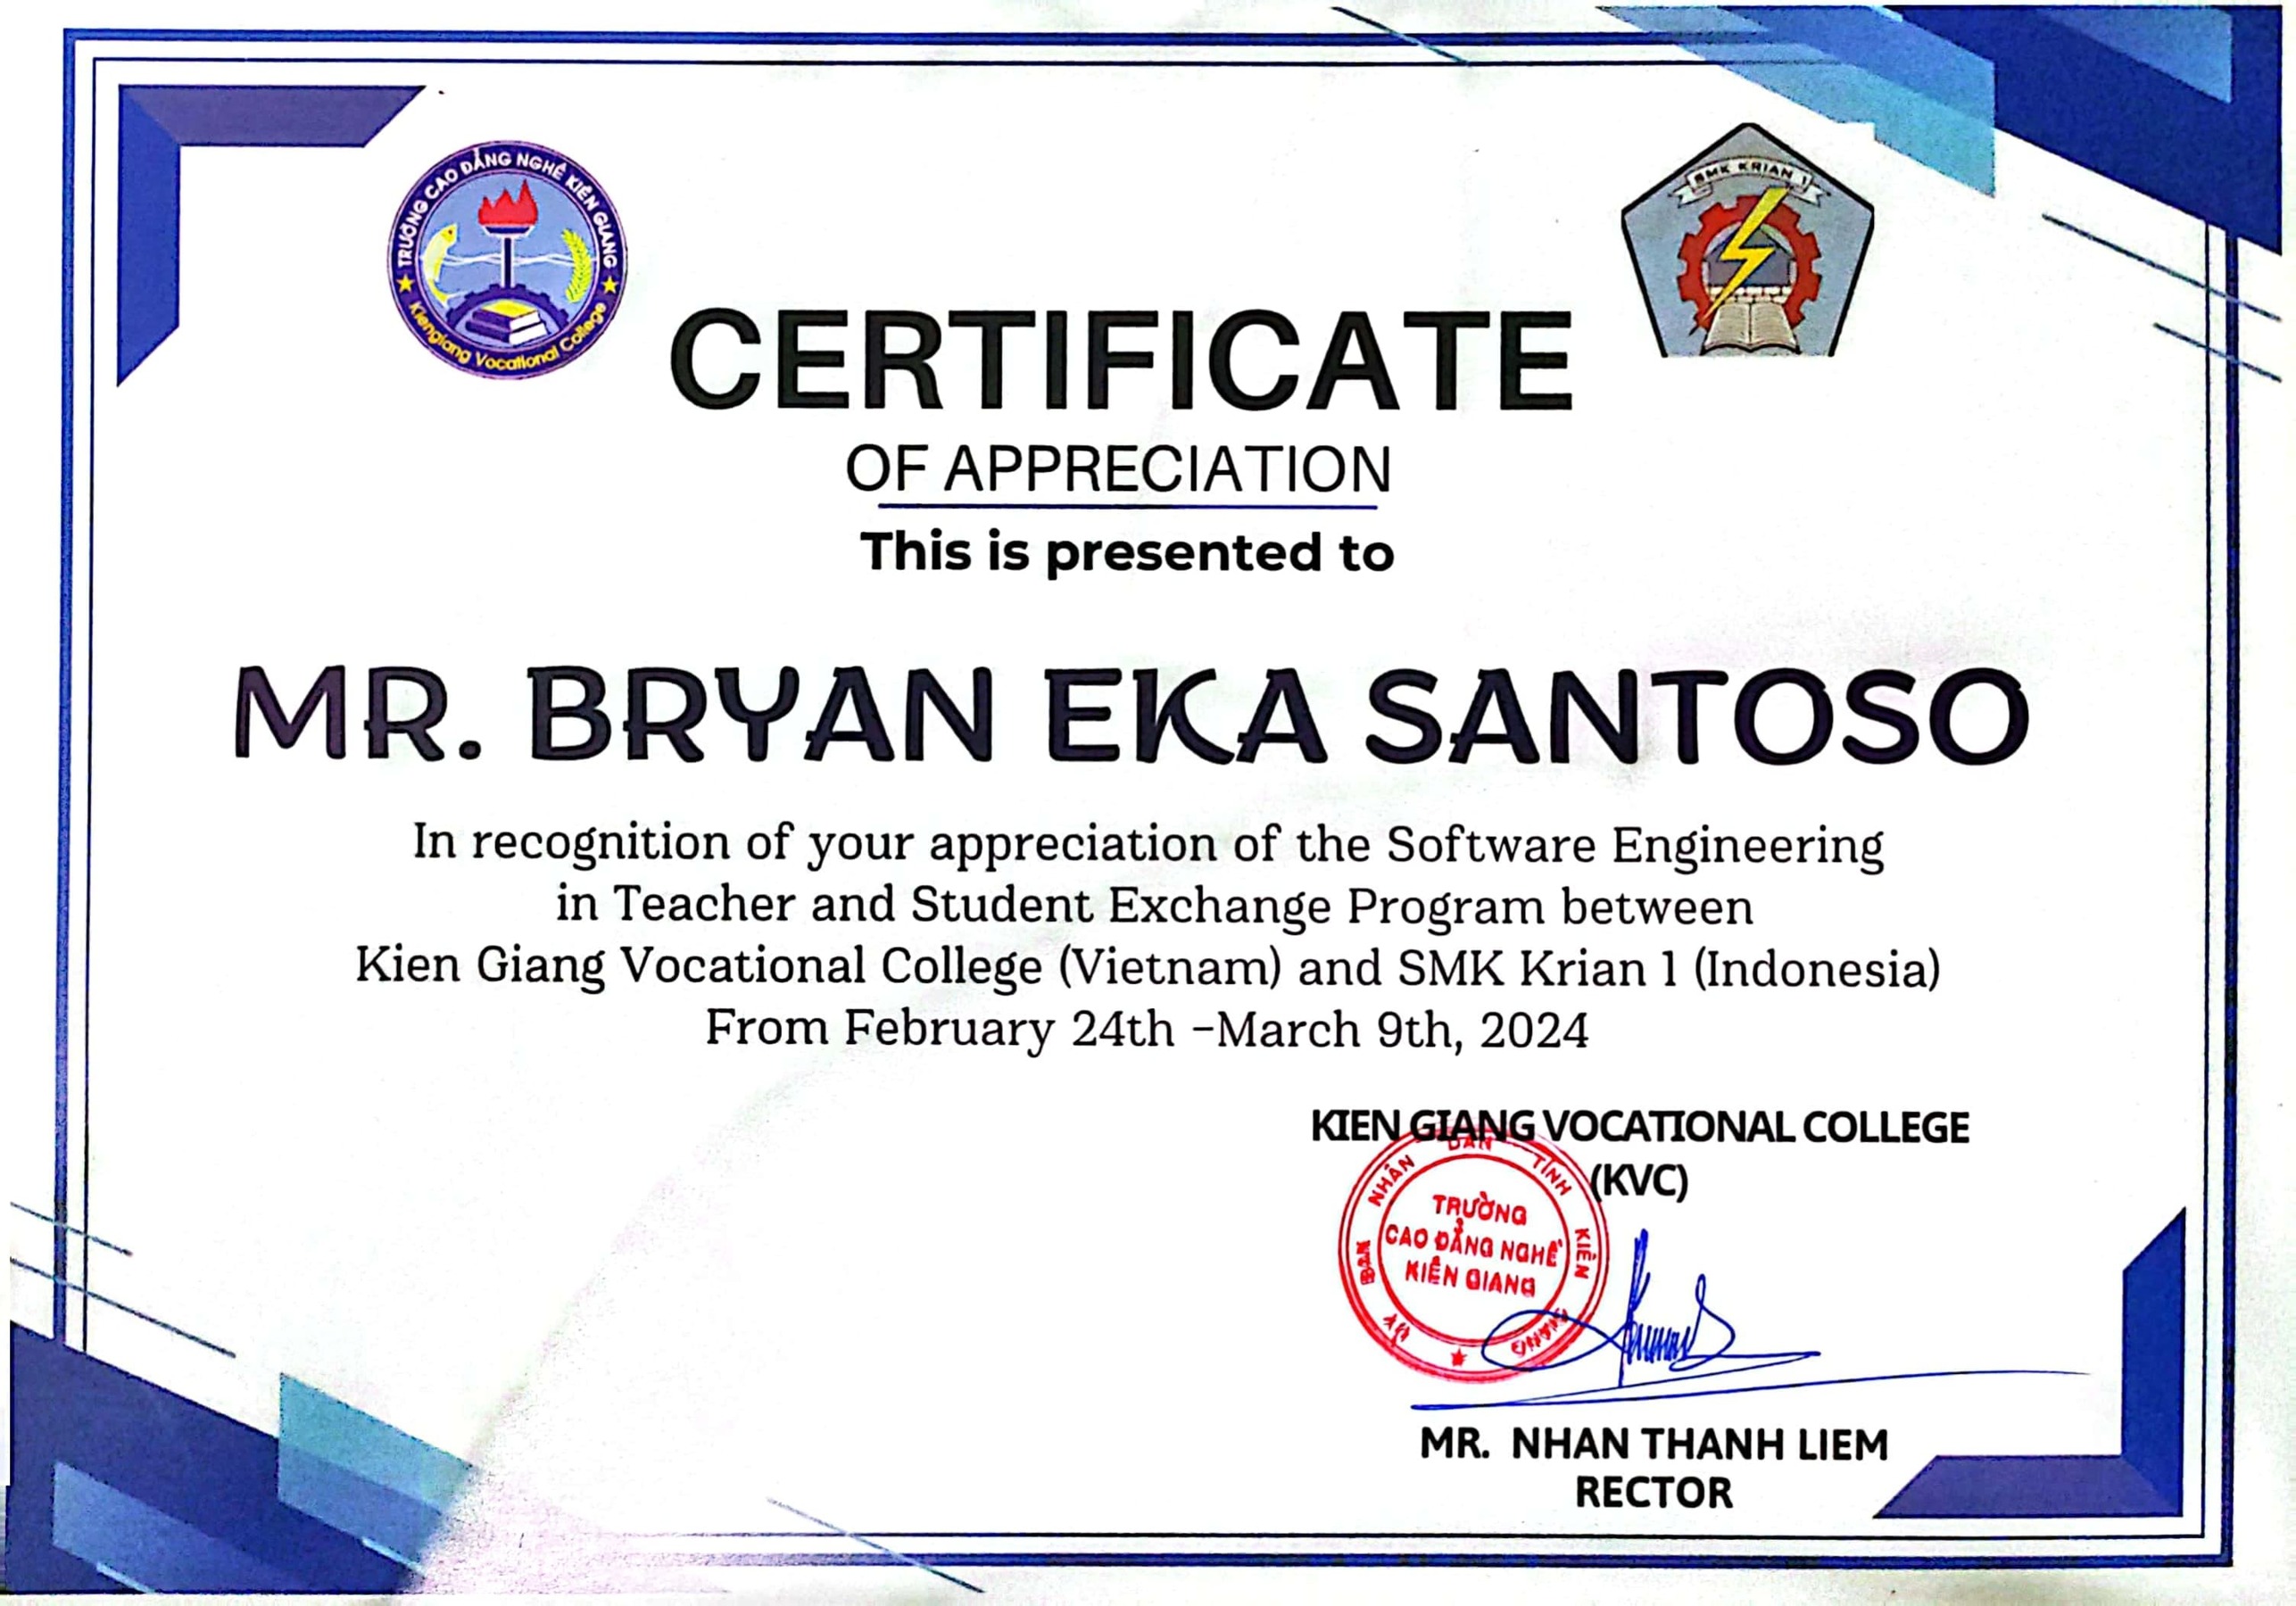 TRƯỜNG CAO ĐẲNG NGHỀ KIÊN GIANG
Kiengiang Vocational College
SMK KRIAN 1
CERTIFICATE
OF APPRECIATION
This is presented to
MR. BRYAN EKA SANTOSO
In recognition of your appreciation of the Software Engineering
in Teacher and Student Exchange Program between
Kien Giang Vocational College (Vietnam) and SMK Krian 1 (Indonesia)
From February 24th -March 9th, 2024
KIEN GIANG VOCATIONAL COLLEGE
(KVC)
ỦY BAN NHÂN DÂN TỈNH KIÊN GIANG
TRƯỜNG
CAO ĐẲNG NGHỀ
KIÊN GIANG
MR. NHAN THANH LIEM
RECTOR